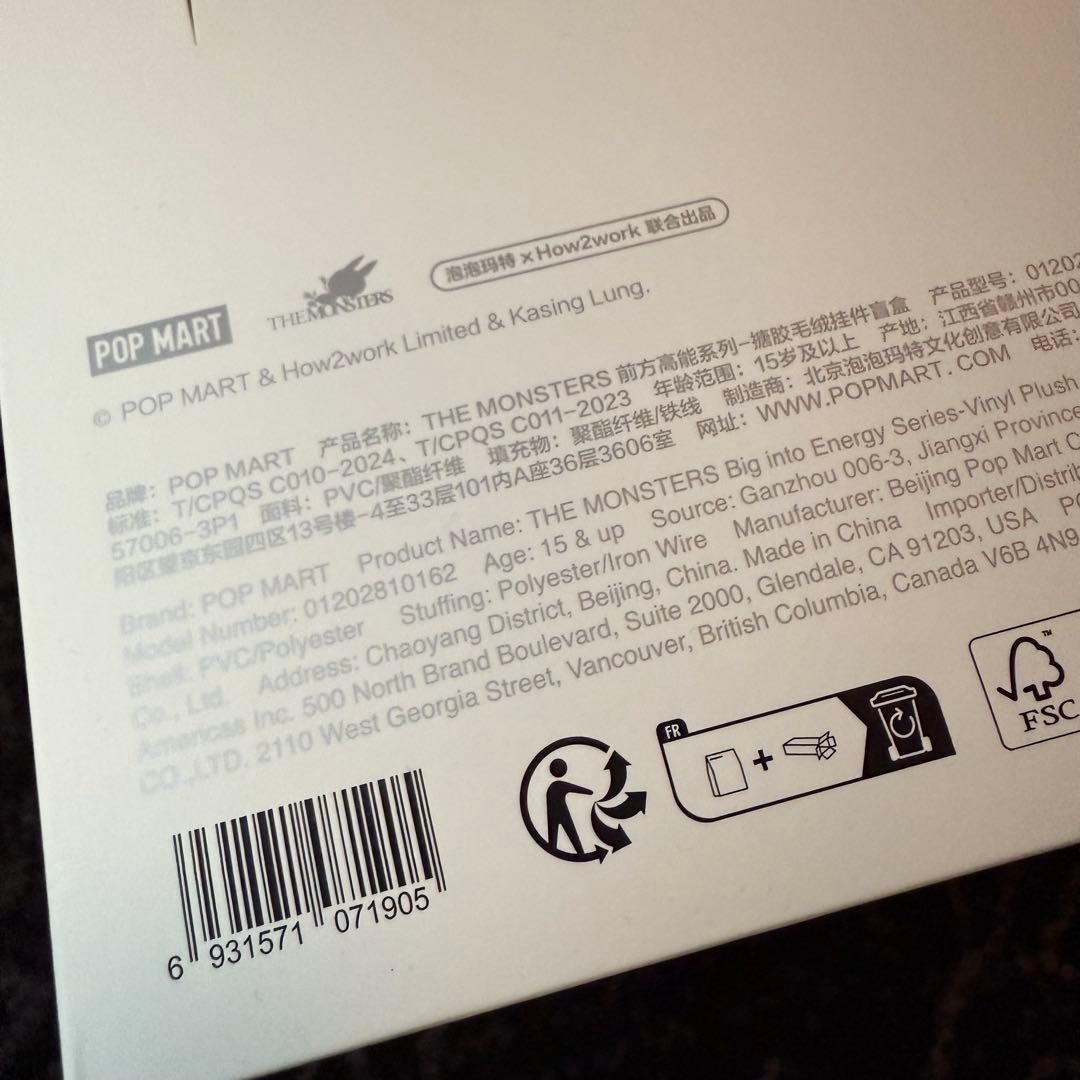 泡泡玛特 × How2work 联合出品
THE MONSTERS
POP MART
© POP MART & How2work Limited & Kasing Lung.
品牌：POP MART 产品名称：THE MONSTERS 前方高能系列-搪胶毛绒挂件盲盒 产品型号：01202
标准：T/CPQS C010-2024、T/CPQS C011-2023 年龄范围：15岁及以上 产地：江西省赣州市00
57006-3P1 面料：PVC/聚酯纤维 填充物：聚酯纤维/铁线 制造商：北京泡泡玛特文化创意有限公司
阳区望京东园四区13号楼-4至33层101内A座36层3606室 网址：WWW.POPMART.COM 电话：
Brand: POP MART Product Name: THE MONSTERS Big into Energy Series-Vinyl Plush
Model Number: 01202810162 Age: 15 & up Source: Ganzhou 006-3, Jiangxi Province
Shell: PVC/Polyester Stuffing: Polyester/Iron Wire Manufacturer: Beijing Pop Mart C
Co., Ltd. Address: Chaoyang District, Beijing, China. Made in China Importer/Distrib
Americas Inc. 500 North Brand Boulevard, Suite 2000, Glendale, CA 91203, USA
CO.,LTD. 2110 West Georgia Street, Vancouver, British Columbia, Canada V6B 4N9
FR
™
FSC
6 931571 071905